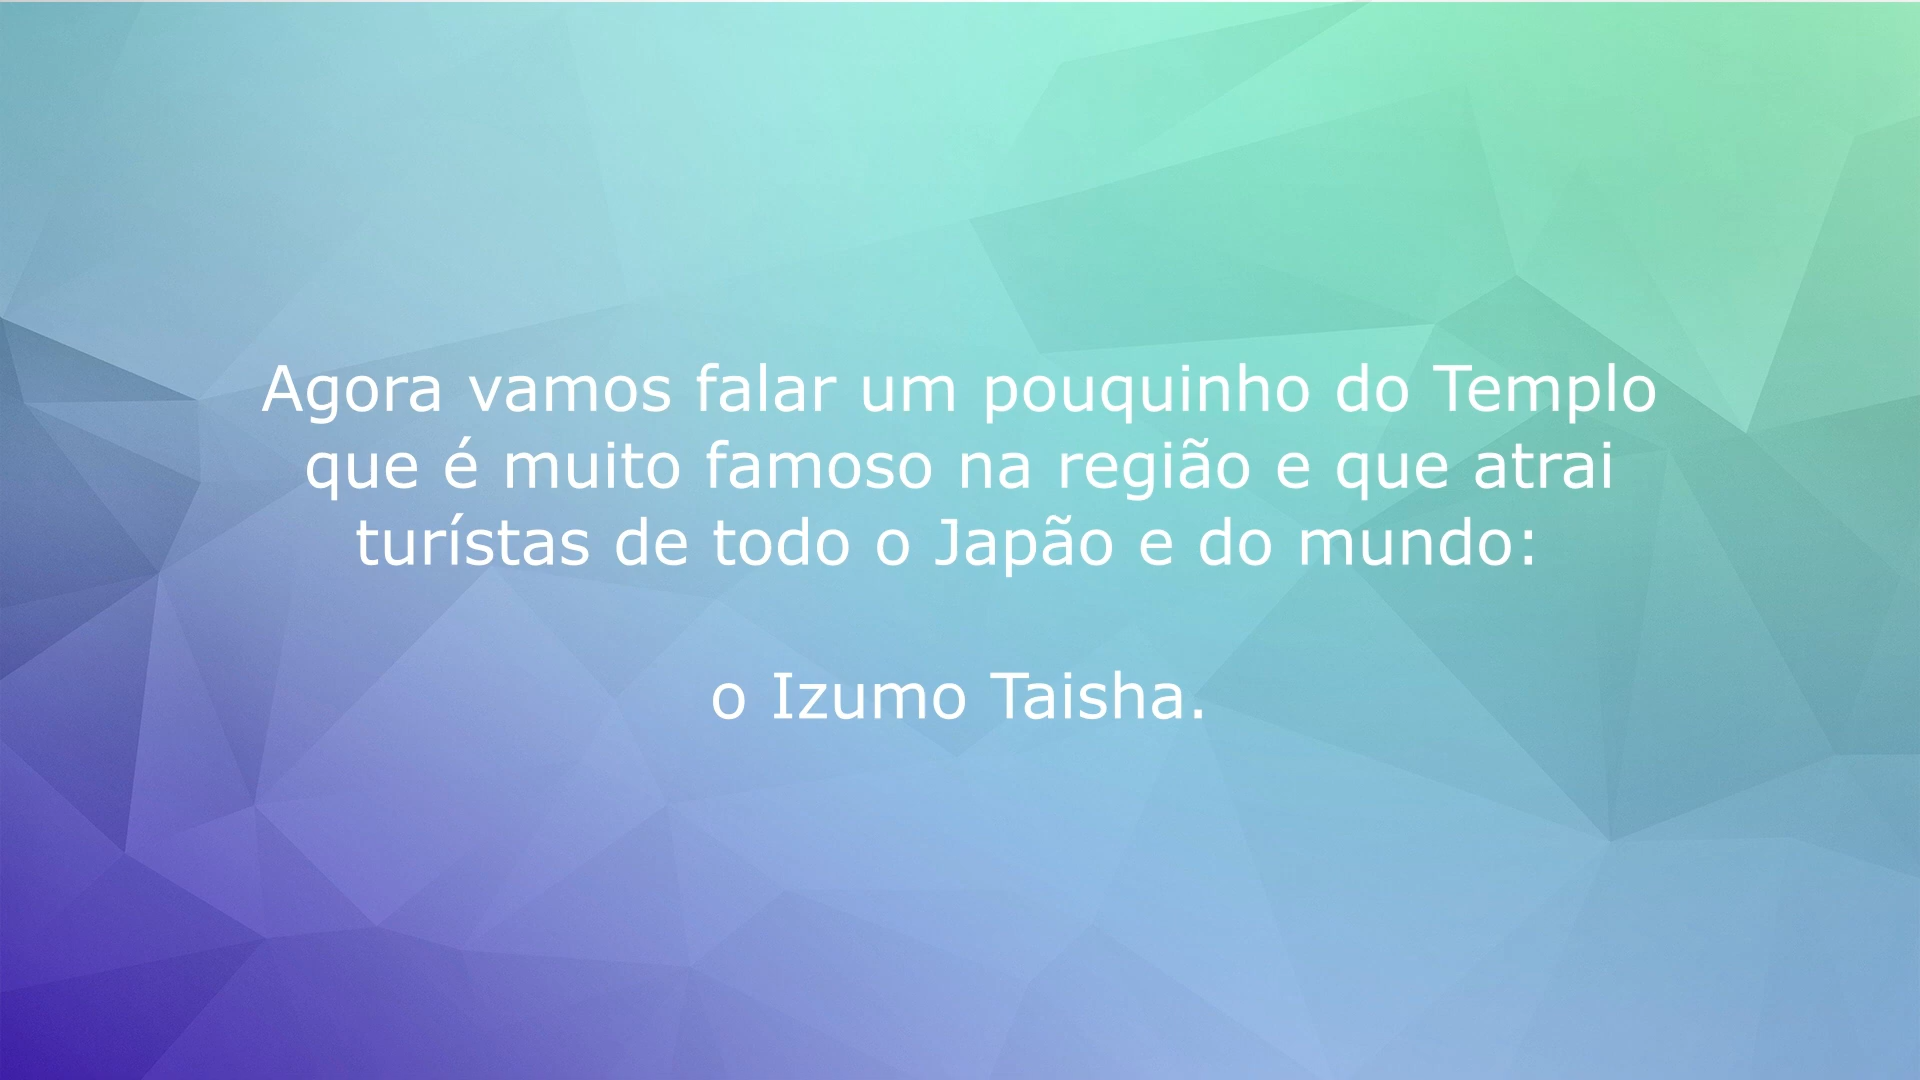 Agora vamos falar um pouquinho do Templo
que é muito famoso na região e que atrai
turístas de todo o Japão e do mundo:
o Izumo Taisha.